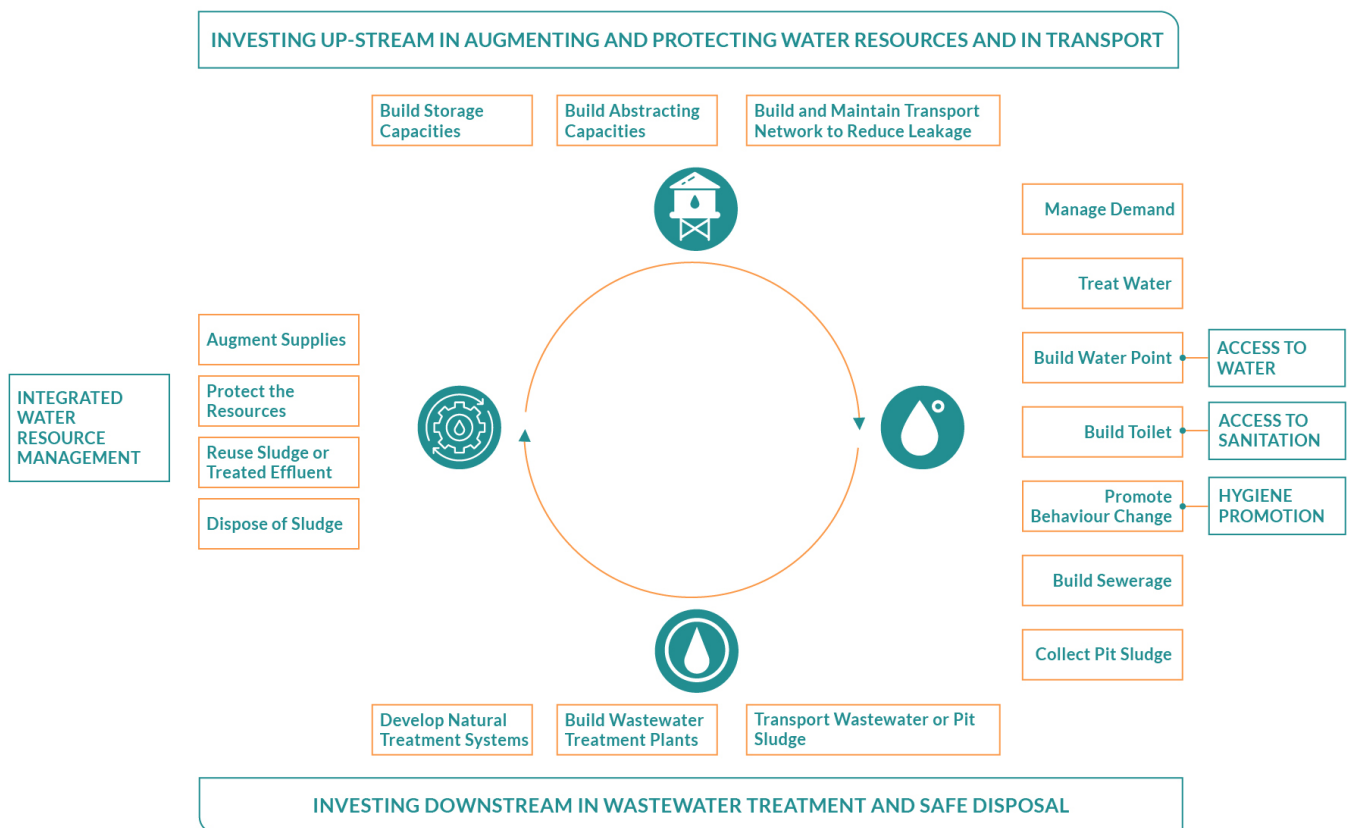 INVESTING UP-STREAM IN AUGMENTING AND PROTECTING WATER RESOURCES AND IN TRANSPORT
Build Storage
Capacities
Build Abstracting
Capacities
Build and Maintain Transport
Network to Reduce Leakage
Manage Demand
Treat Water
Build Water Point
ACCESS TO
WATER
Build Toilet
ACCESS TO
SANITATION
Promote
Behaviour Change
HYGIENE
PROMOTION
Build Sewerage
Collect Pit Sludge
INTEGRATED
WATER
RESOURCE
MANAGEMENT
Augment Supplies
Protect the
Resources
Reuse Sludge or
Treated Effluent
Dispose of Sludge
Develop Natural
Treatment Systems
Build Wastewater
Treatment Plants
Transport Wastewater or Pit
Sludge
INVESTING DOWNSTREAM IN WASTEWATER TREATMENT AND SAFE DISPOSAL